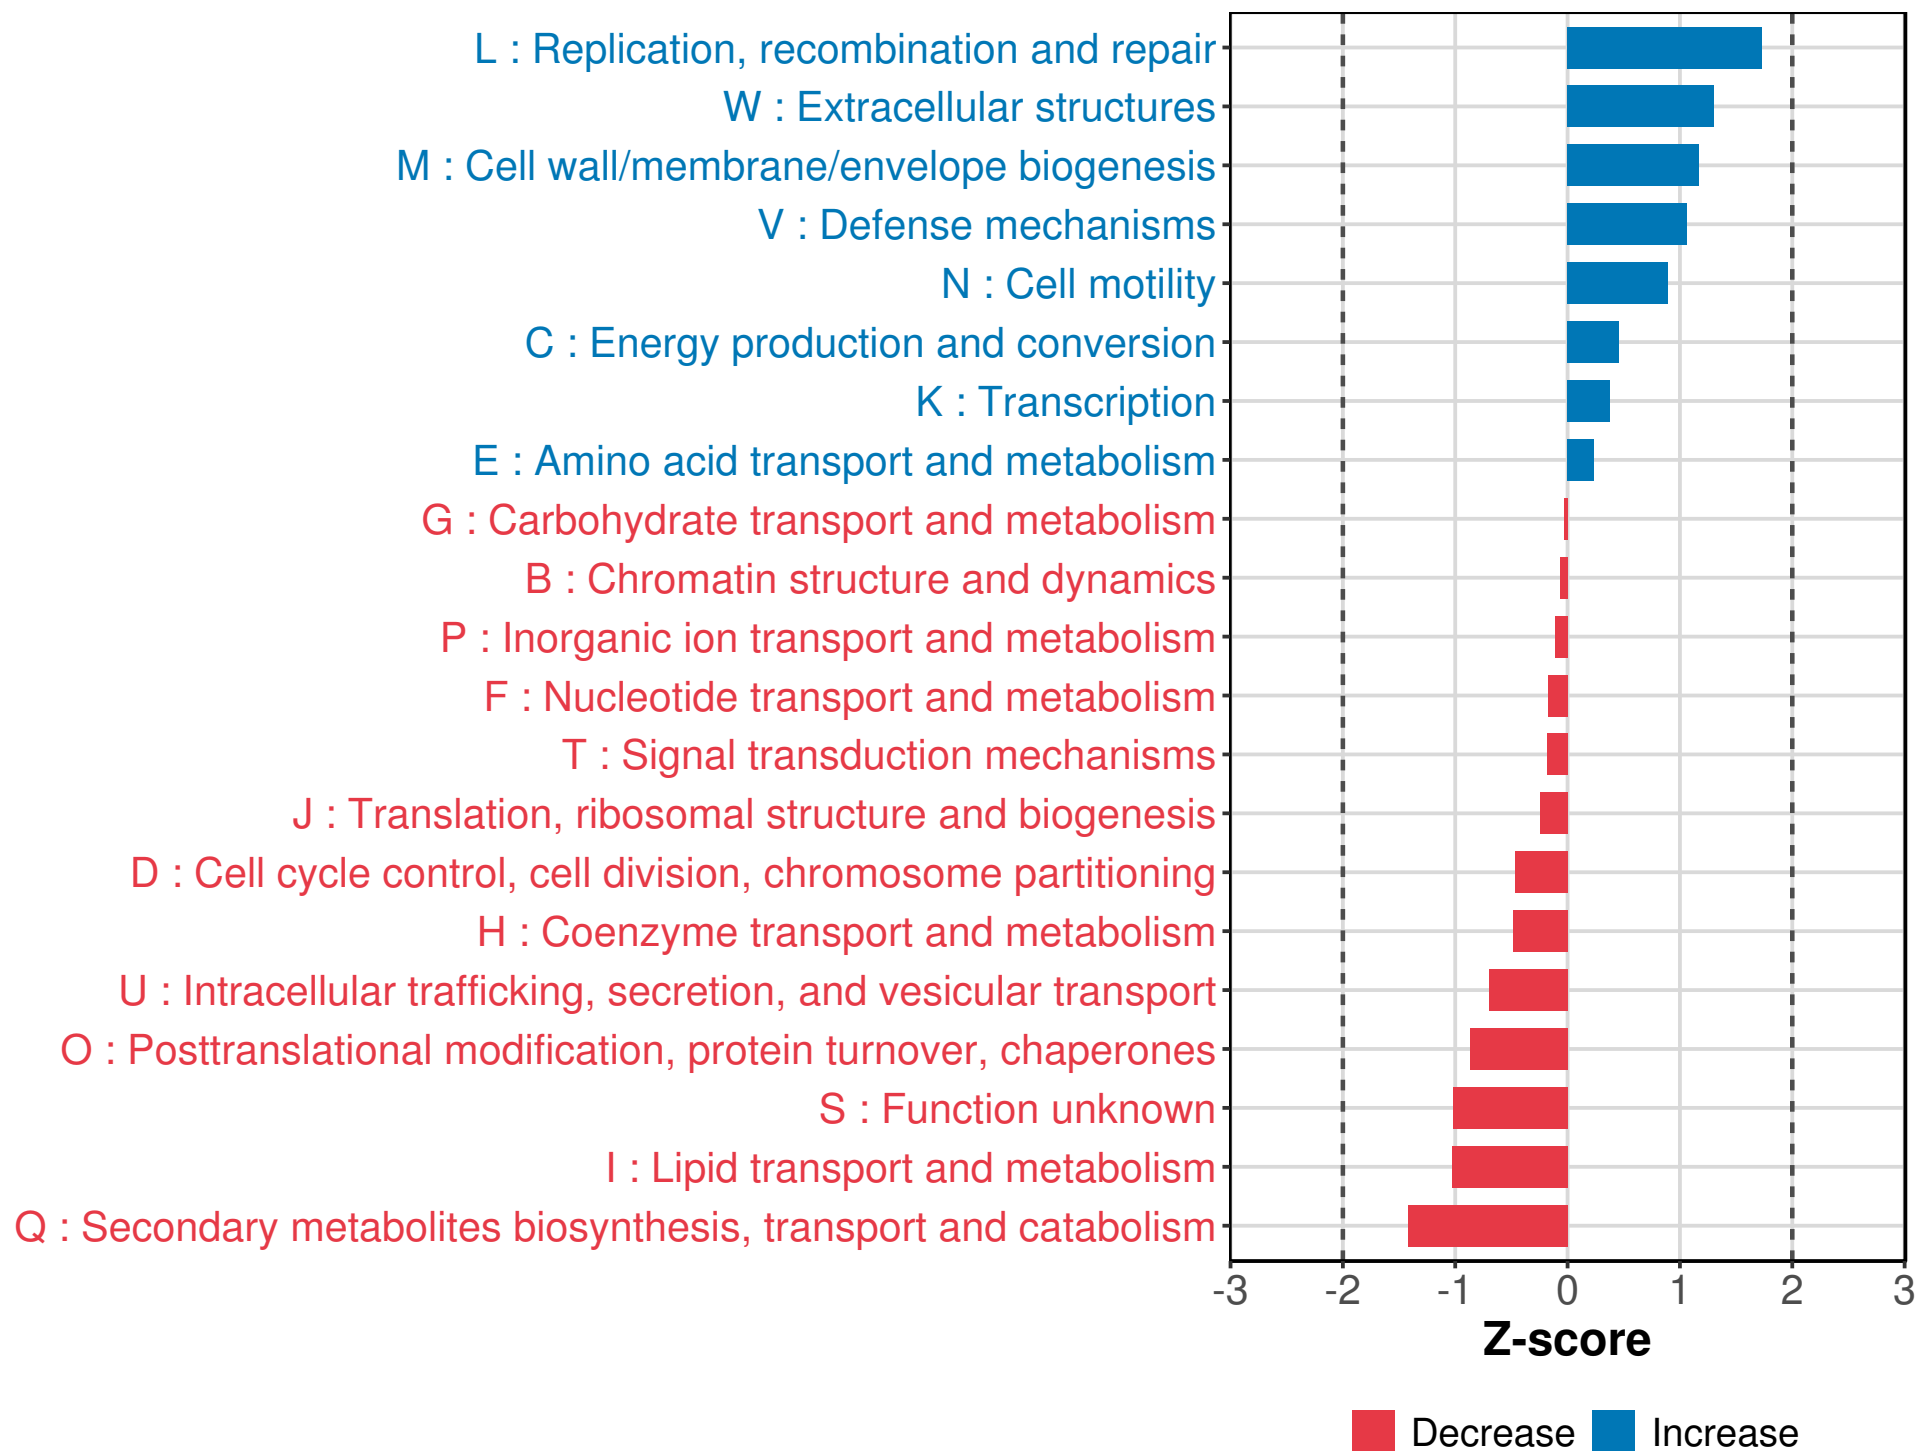 L : Replication, recombination and repair
W : Extracellular structures
M : Cell wall/membrane/envelope biogenesis
V : Defense mechanisms
N : Cell motility
C : Energy production and conversion
K : Transcription
E : Amino acid transport and metabolism
G : Carbohydrate transport and metabolism
B : Chromatin structure and dynamics
P : Inorganic ion transport and metabolism
F : Nucleotide transport and metabolism
T : Signal transduction mechanisms
J : Translation, ribosomal structure and biogenesis
D : Cell cycle control, cell division, chromosome partitioning
H : Coenzyme transport and metabolism
U : Intracellular trafficking, secretion, and vesicular transport
O : Posttranslational modification, protein turnover, chaperones
S : Function unknown
I : Lipid transport and metabolism
Q : Secondary metabolites biosynthesis, transport and catabolism
-3 -2 -1 0 1 2 3
Z-score
Decrease Increase